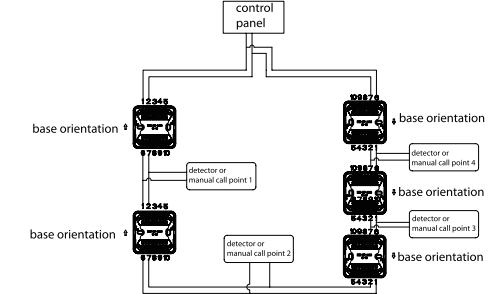 control
panel
12345
109876
base orientation
base orientation
678910
54321
detector or
manual call point 1
detector or
manual call point 4
109876
base orientation
12345
54321
base orientation
detector or
manual call point 3
109876
678910
detector or
manual call point 2
base orientation
54321